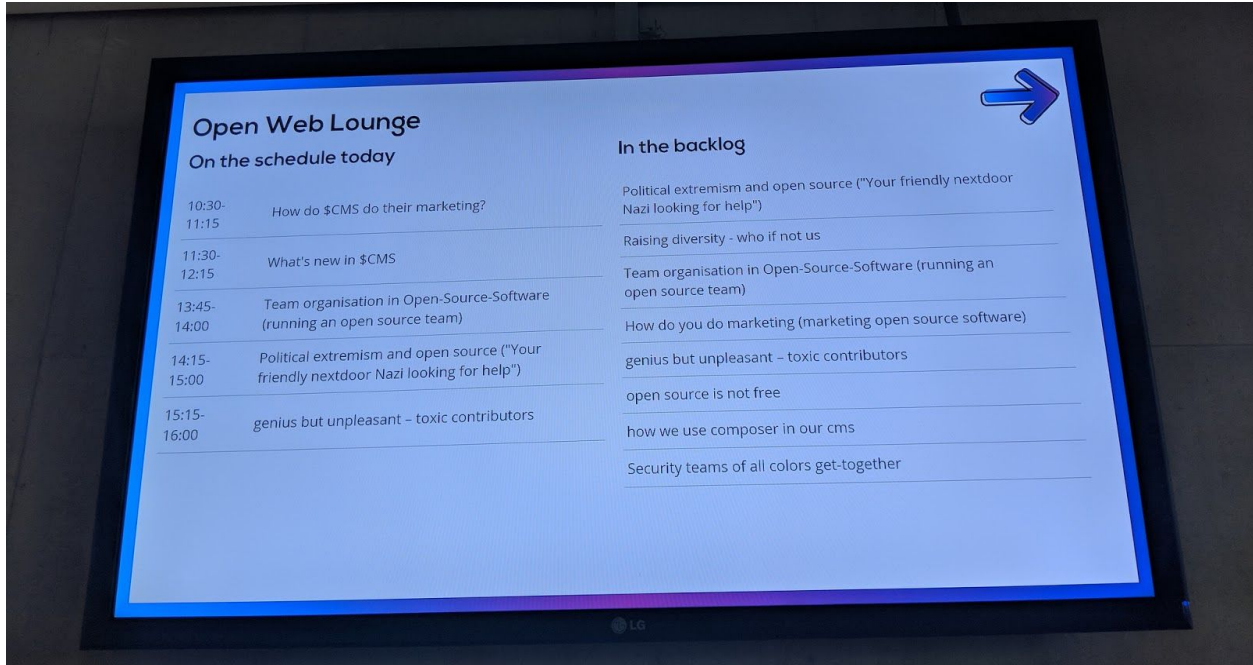 Open Web Lounge
On the schedule today
10:30-
11:15
How do $CMS do their marketing?
11:30-
12:15
What's new in $CMS
13:45-
14:00
Team organisation in Open-Source-Software
(running an open source team)
14:15-
15:00
Political extremism and open source ("Your
friendly nextdoor Nazi looking for help")
15:15-
16:00
genius but unpleasant – toxic contributors
In the backlog
Political extremism and open source ("Your friendly nextdoor
Nazi looking for help")
Raising diversity - who if not us
Team organisation in Open-Source-Software (running an
open source team)
How do you do marketing (marketing open source software)
genius but unpleasant – toxic contributors
open source is not free
how we use composer in our cms
Security teams of all colors get-together
LG